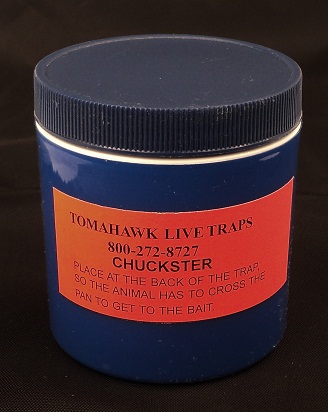 TOMAHAWK LIVE TRAPS
800-272-8727
CHUCKSTER
PLACE AT THE BACK OF THE TRAP
SO THE ANIMAL HAS TO CROSS THE
PAN TO GET TO THE BAIT.